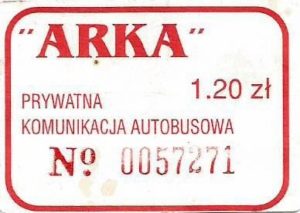 "ARKA"
1.20 zł
PRYWATNA
KOMUNIKACJA AUTOBUSOWA
Nº 0057271